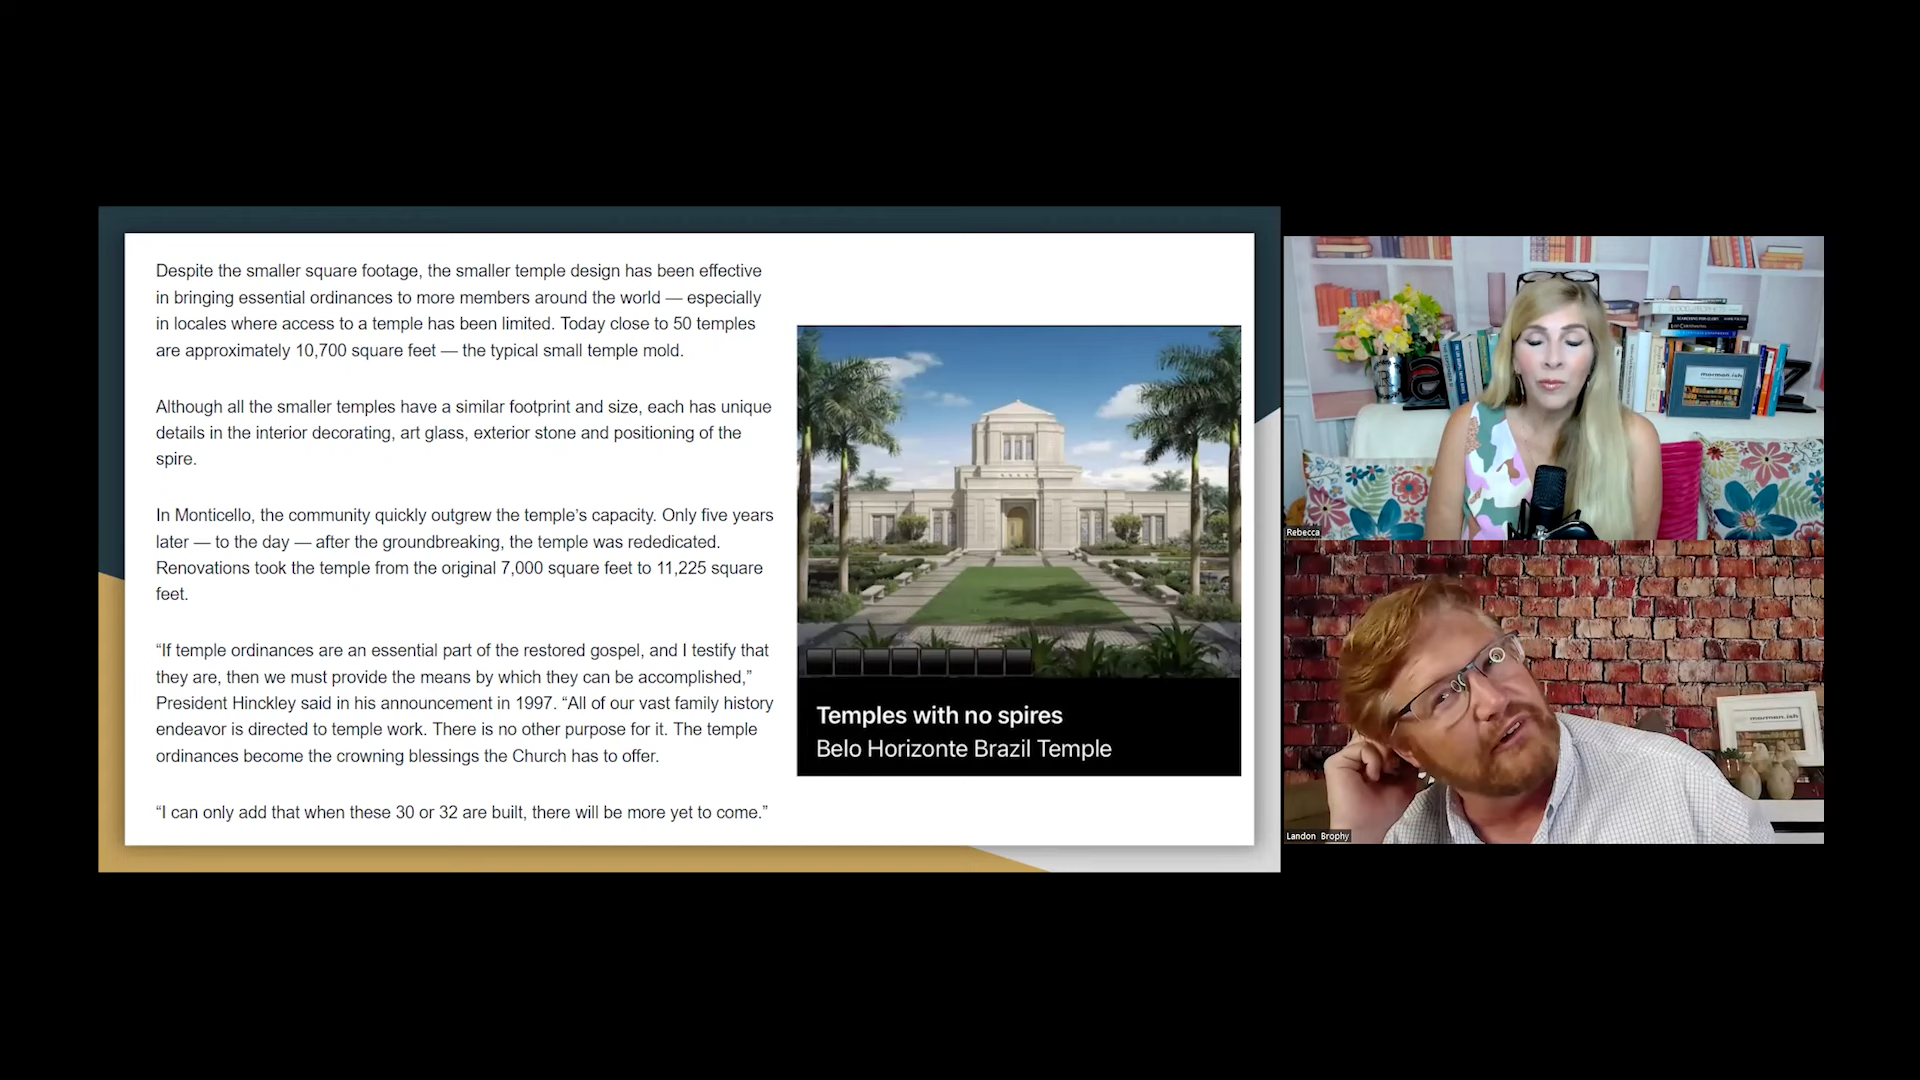 Despite the smaller square footage, the smaller temple design has been effective
in bringing essential ordinances to more members around the world — especially
in locales where access to a temple has been limited. Today close to 50 temples
are approximately 10,700 square feet — the typical small temple mold.
Although all the smaller temples have a similar footprint and size, each has unique
details in the interior decorating, art glass, exterior stone and positioning of the
spire.
In Monticello, the community quickly outgrew the temple’s capacity. Only five years
later — to the day — after the groundbreaking, the temple was rededicated.
Renovations took the temple from the original 7,000 square feet to 11,225 square
feet.
“If temple ordinances are an essential part of the restored gospel, and I testify that
they are, then we must provide the means by which they can be accomplished,”
President Hinckley said in his announcement in 1997. “All of our vast family history
endeavor is directed to temple work. There is no other purpose for it. The temple
ordinances become the crowning blessings the Church has to offer.
“I can only add that when these 30 or 32 are built, there will be more yet to come.”
Temples with no spires
Belo Horizonte Brazil Temple
mormon.ish
Rebecca
mormon.ish
Landon Brophy